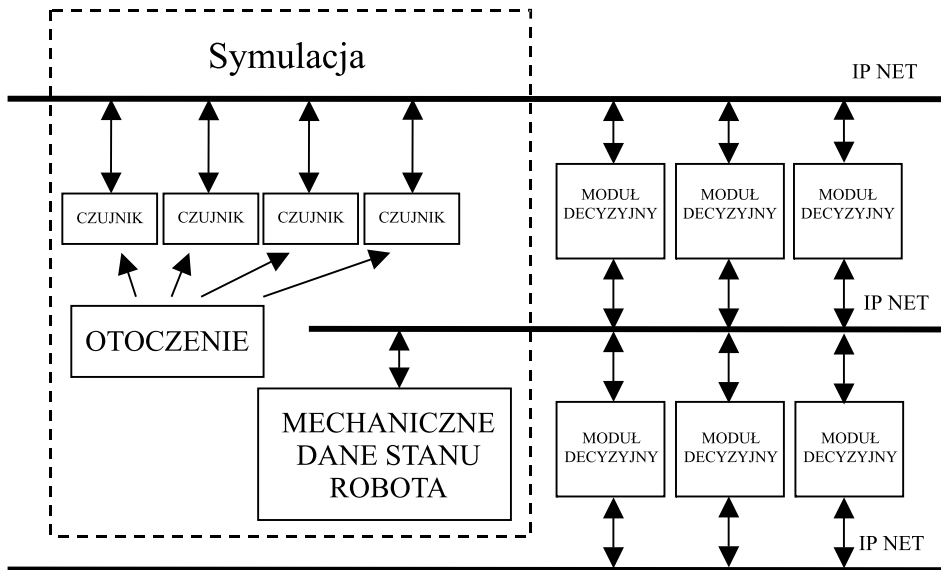 Symulacja
IP NET
CZUJNIK
CZUJNIK
CZUJNIK
CZUJNIK
MODUŁ
DECYZYJNY
MODUŁ
DECYZYJNY
MODUŁ
DECYZYJNY
OTOCZENIE
IP NET
MECHANICZNE
DANE STANU
ROBOTA
MODUŁ
DECYZYJNY
MODUŁ
DECYZYJNY
MODUŁ
DECYZYJNY
IP NET